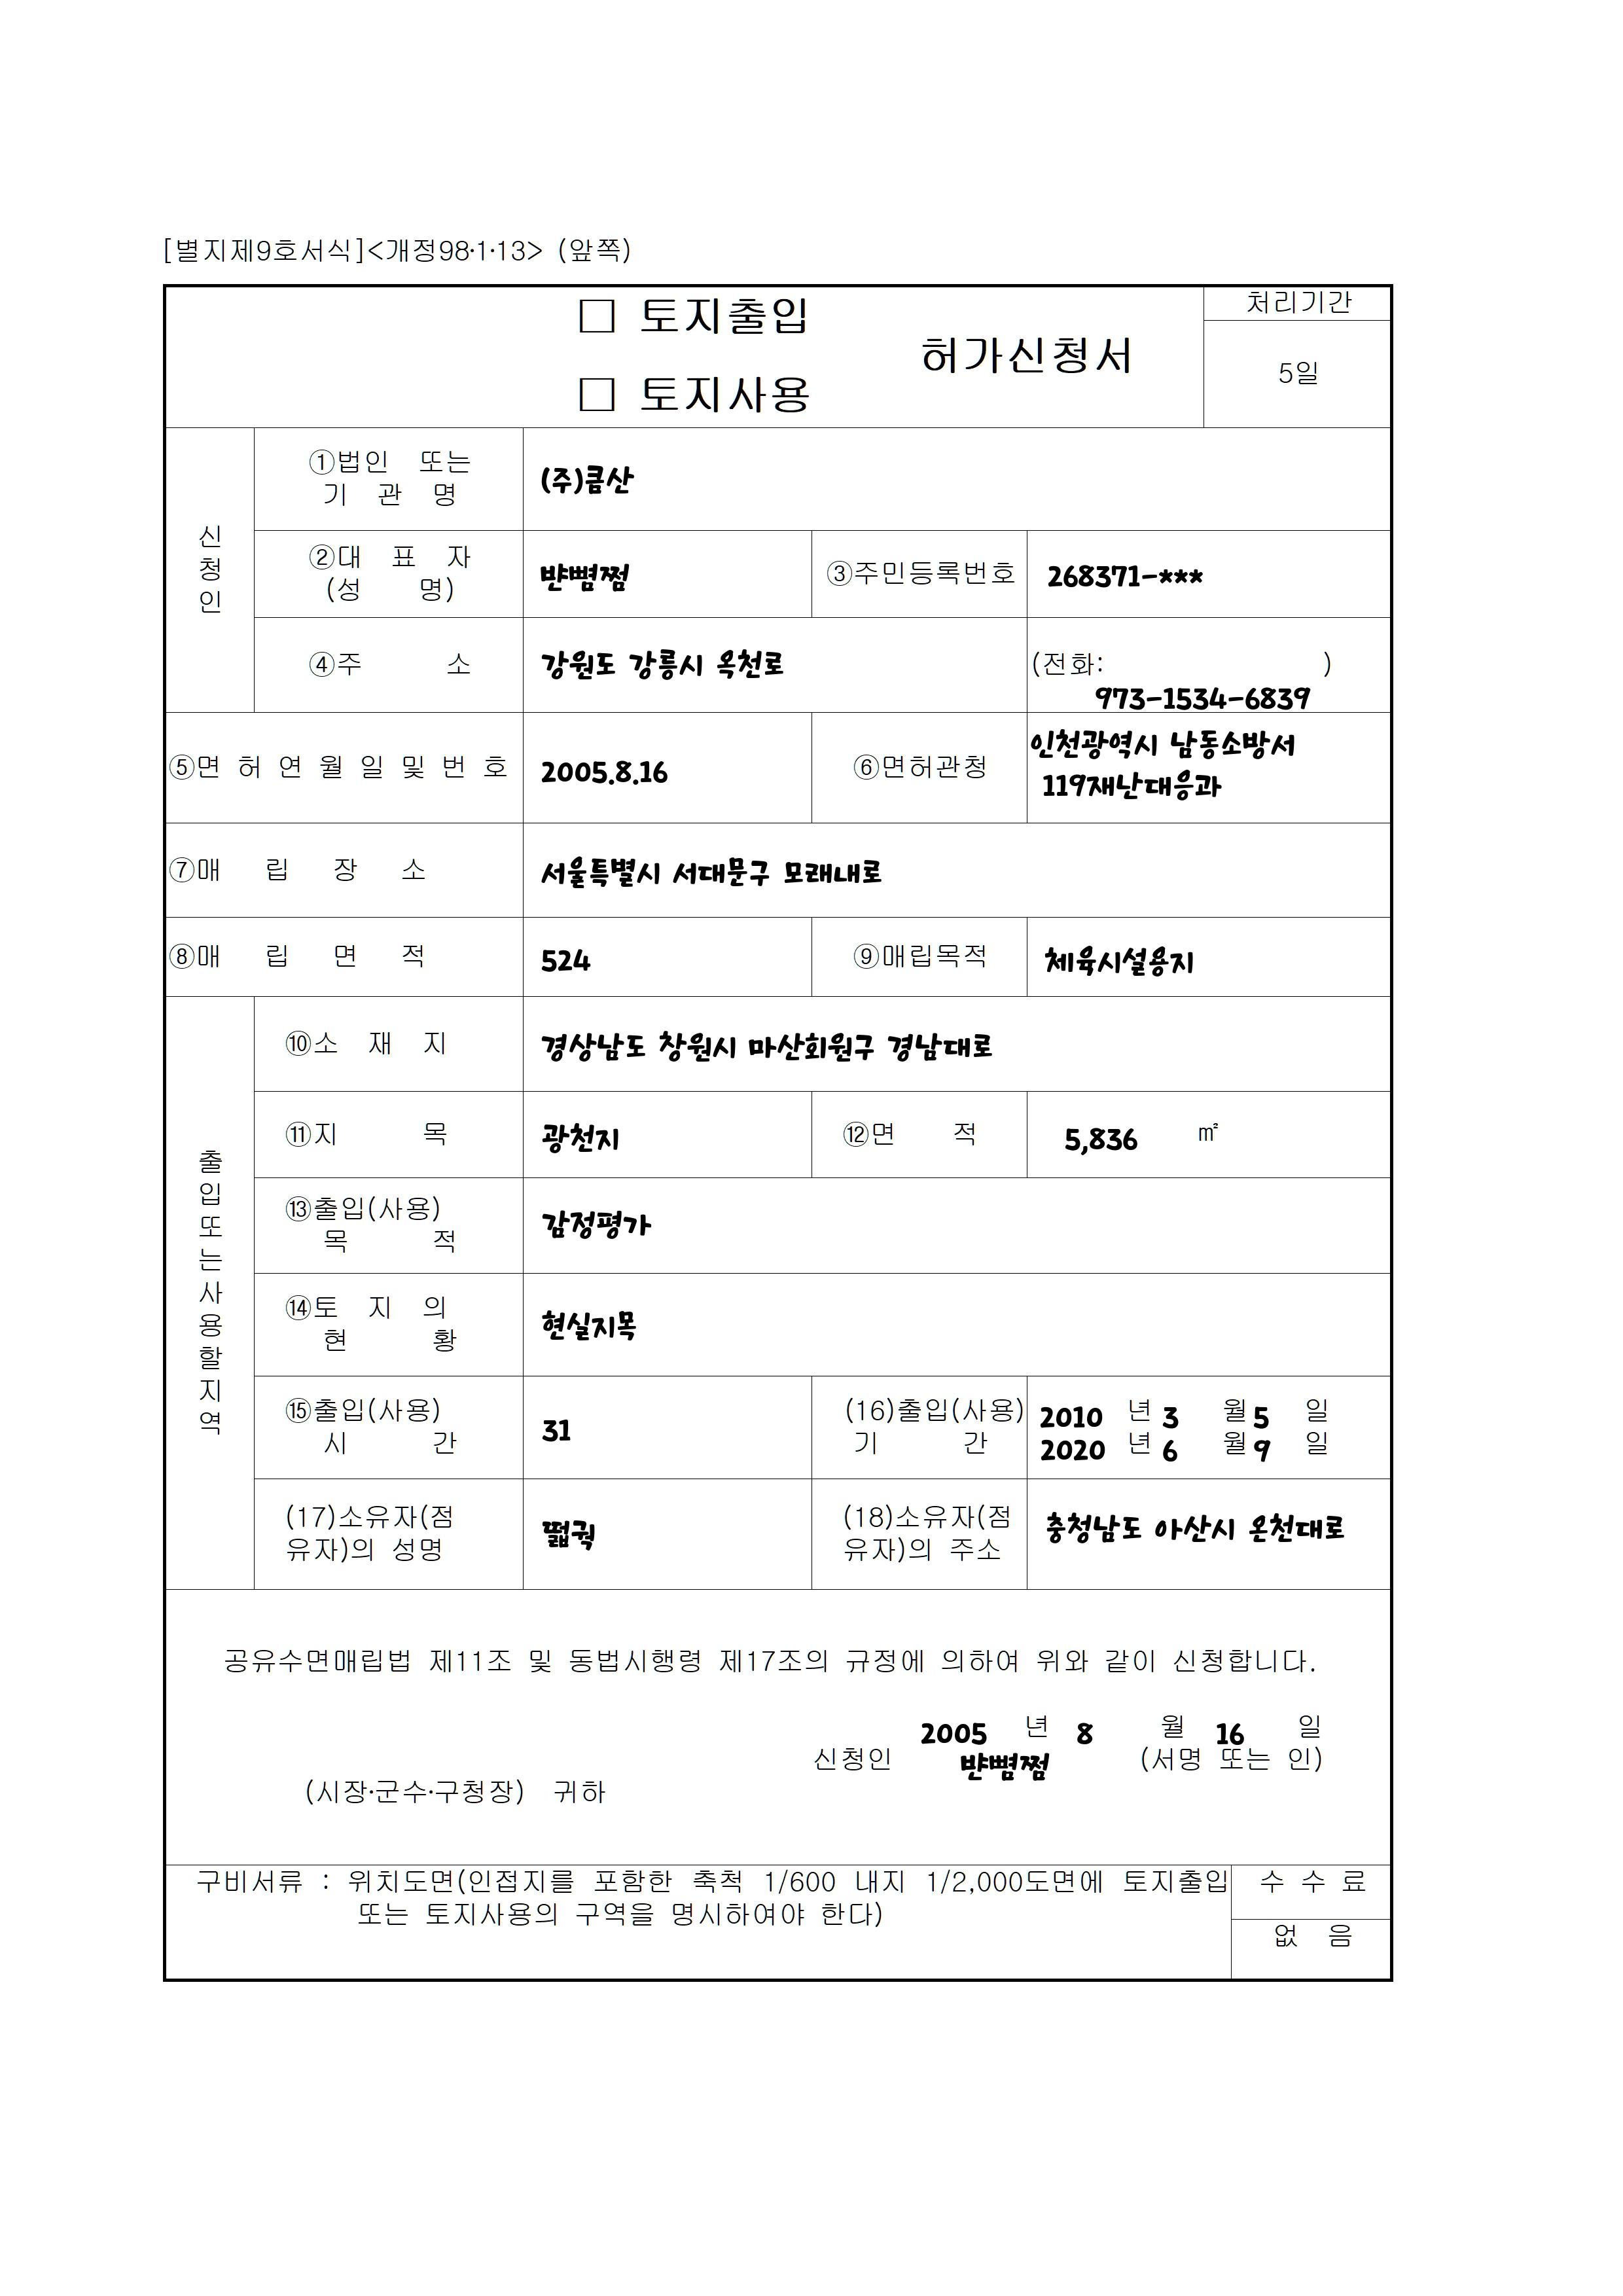 [별지제9호서식]<개정98·1·13> (앞쪽)
□ 토지출입
허가신청서
□ 토지사용
처리기간
5일
신청인
①법인 또는
기 관 명
(주)콤산
②대 표 자
(성 명)
③주민등록번호
268371-***
④주 소
강원도 강릉시 옥천로
(전화: )
973-1534-6839
⑤면 허 연 월 일 및 번 호
2005.8.16
⑥면허관청
인천광역시 남동소방서
119재난대응과
⑦매 립 장 소
서울특별시 서대문구 모래내로
⑧매 립 면 적
524
⑨매립목적
체육시설용지
출입또는사용할지역
⑩소 재 지
경상남도 창원시 마산회원구 경남대로
⑪지 목
광천지
⑫면 적
5,836 ㎡
⑬출입(사용)
목 적
감정평가
⑭토 지 의
현 황
현실지목
⑮출입(사용)
시 간
31
(16)출입(사용)
기 간
2010 년 3 월 5 일
2020 년 6 월 9 일
(17)소유자(점
유자)의 성명
(18)소유자(점
유자)의 주소
충청남도 아산시 온천대로
공유수면매립법 제11조 및 동법시행령 제17조의 규정에 의하여 위와 같이 신청합니다.
2005 년 8 월 16 일
신청인 (서명 또는 인)
(시장·군수·구청장) 귀하
구비서류 : 위치도면(인접지를 포함한 축척 1/600 내지 1/2,000도면에 토지출입
또는 토지사용의 구역을 명시하여야 한다)
수 수 료
없 음